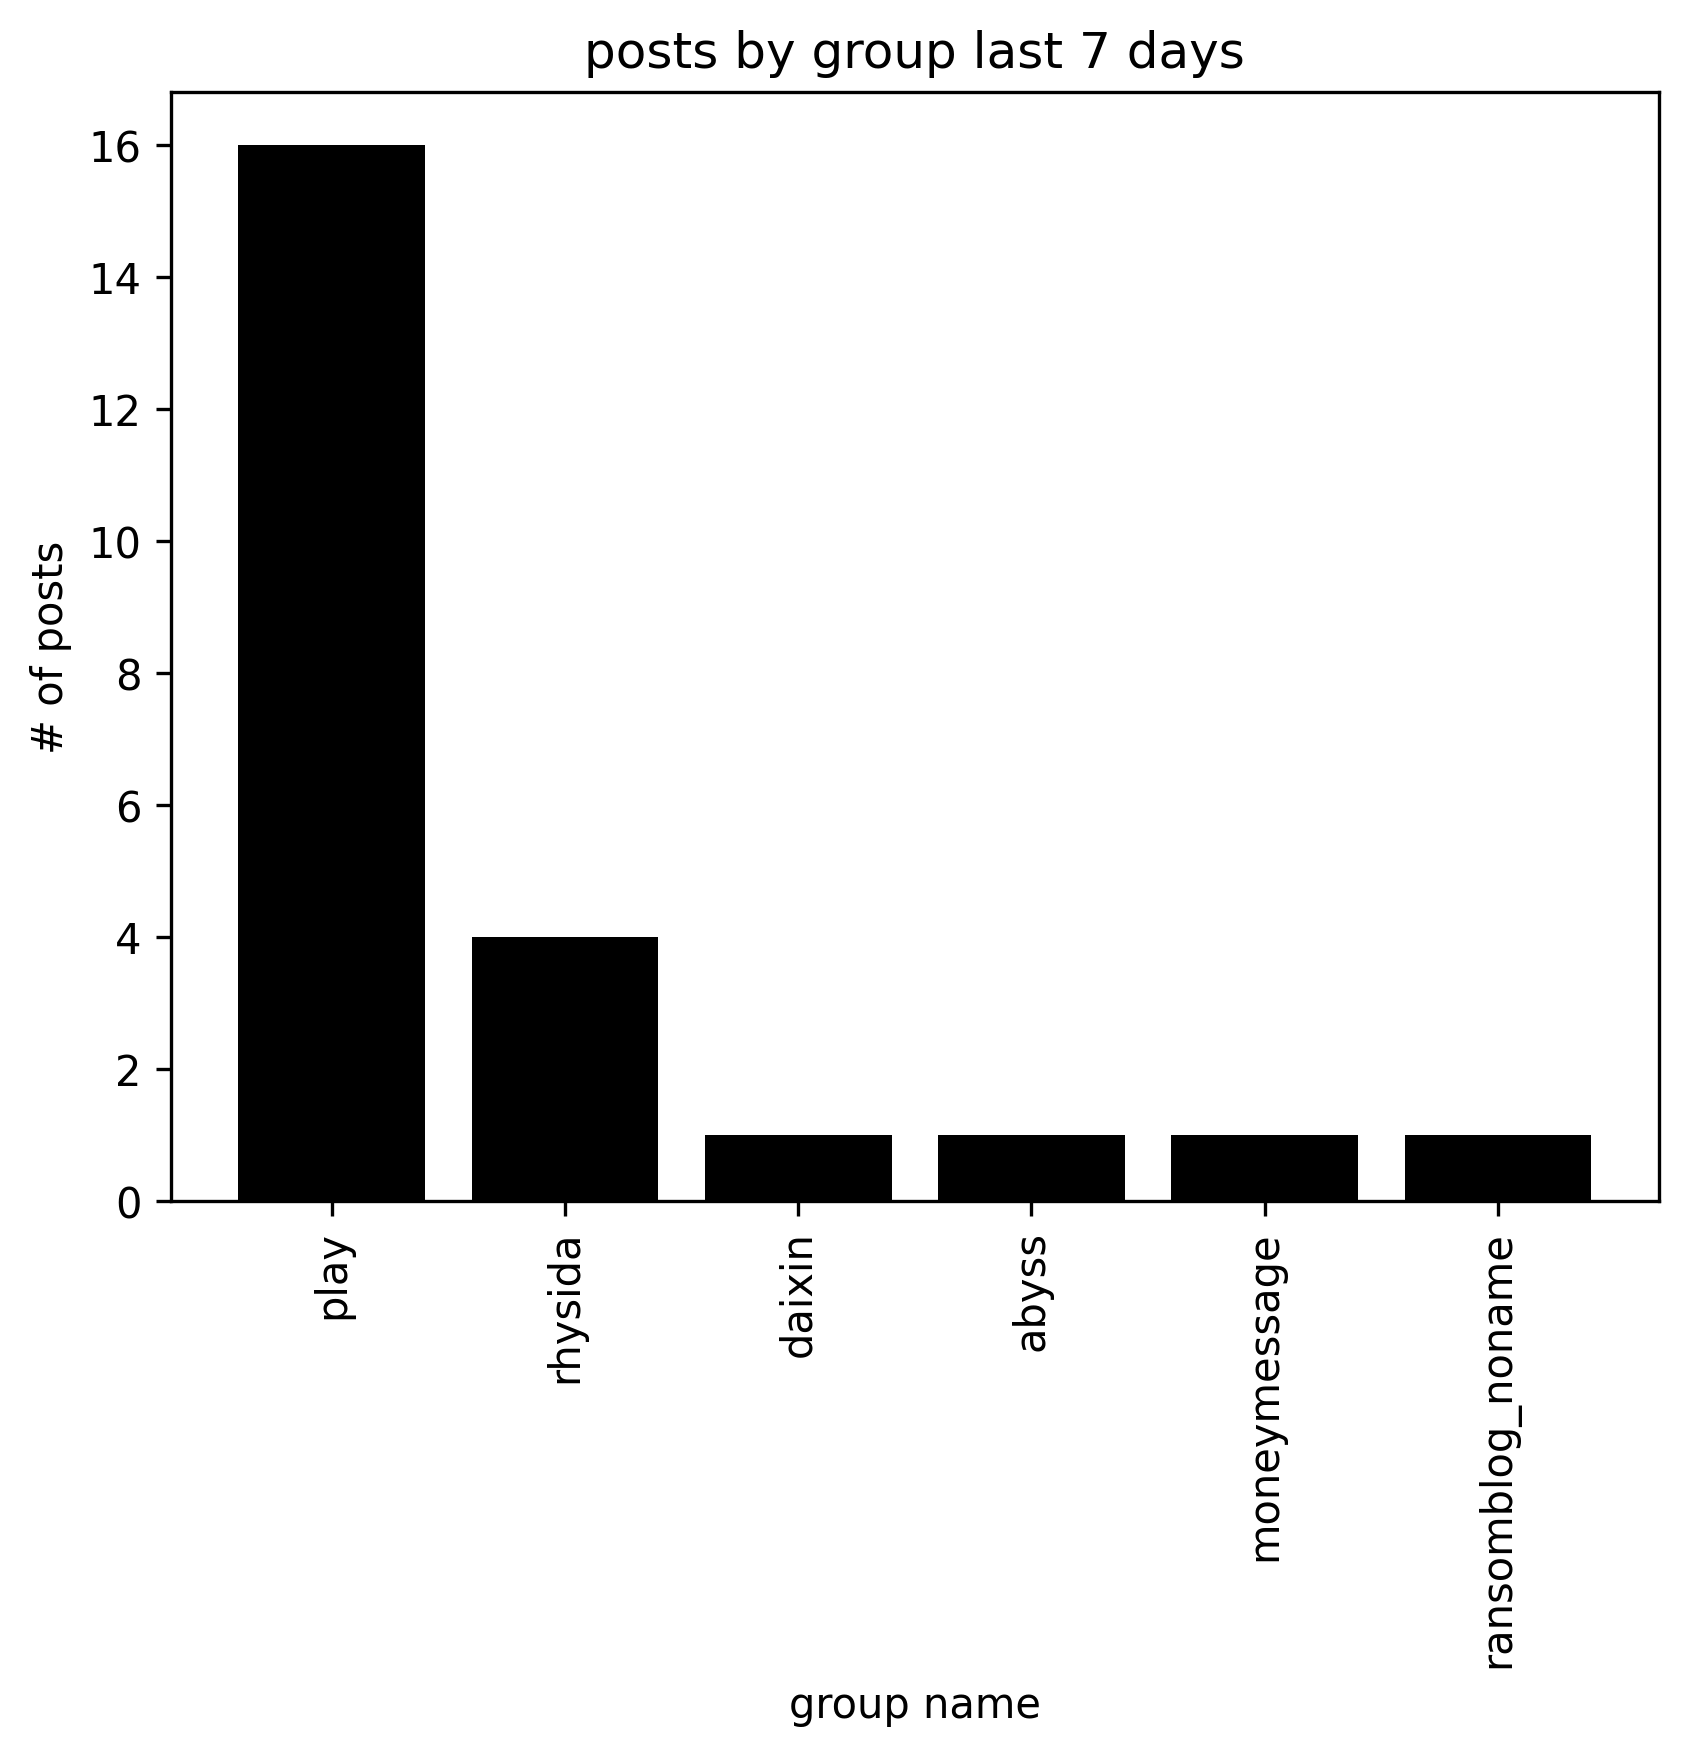 posts by group last 7 days
# of posts
16
14
12
10
8
6
4
2
0
play
rhysida
daixin
abyss
moneymessage
ransomblog_noname
group name